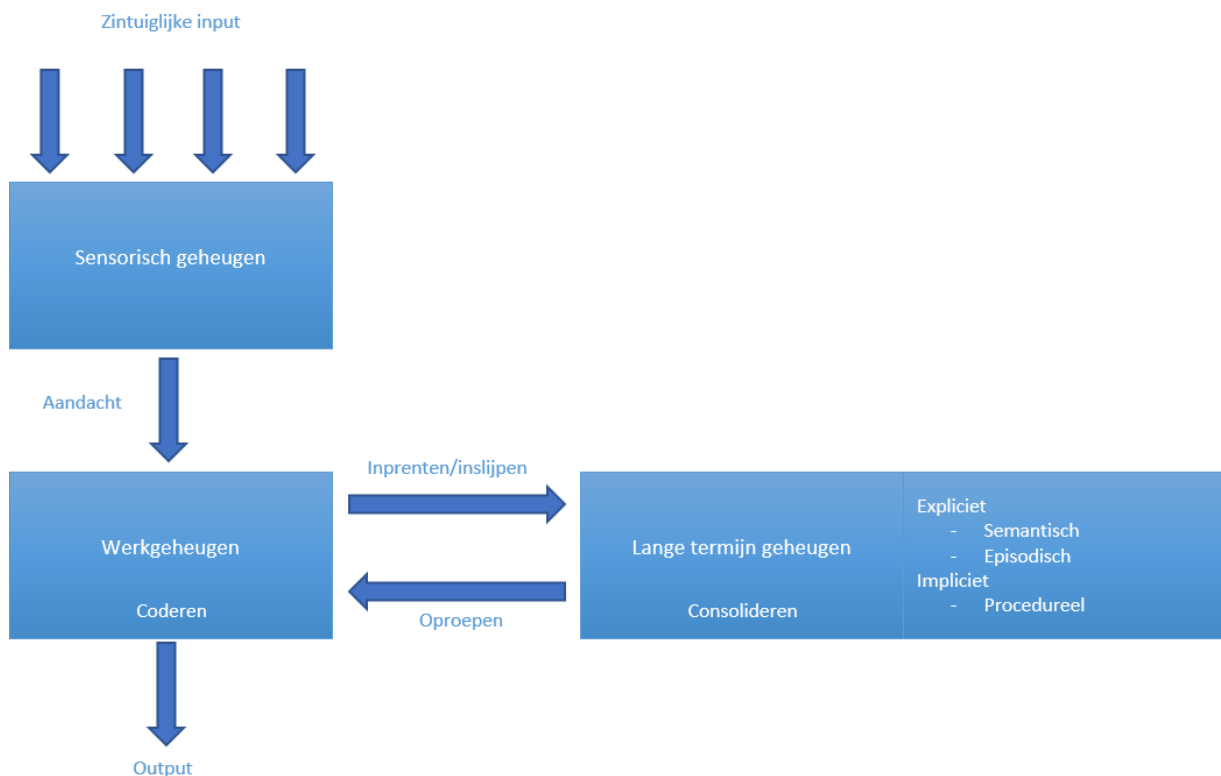 Zintuiglijke input
Sensorisch geheugen
Aandacht
Werkgeheugen
Coderen
Inprenten/inslijpen
Oproepen
Lange termijn geheugen
Consolideren
Expliciet
- Semantisch
- Episodisch
Impliciet
- Procedureel
Output